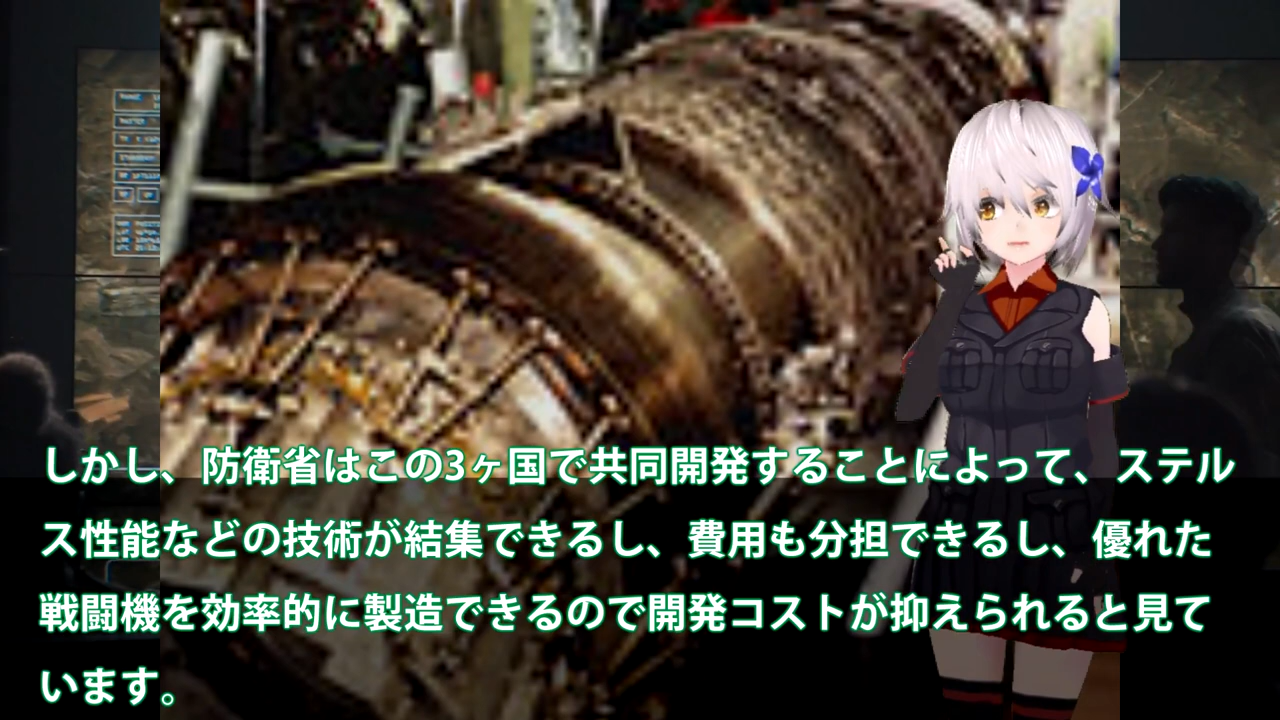 しかし、防衛省はこの3ヶ国で共同開発することによって、ステル
ス性能などの技術が結集できるし、費用も分担できるし、優れた
戦闘機を効率的に製造できるので開発コストが抑えられると見て
います。